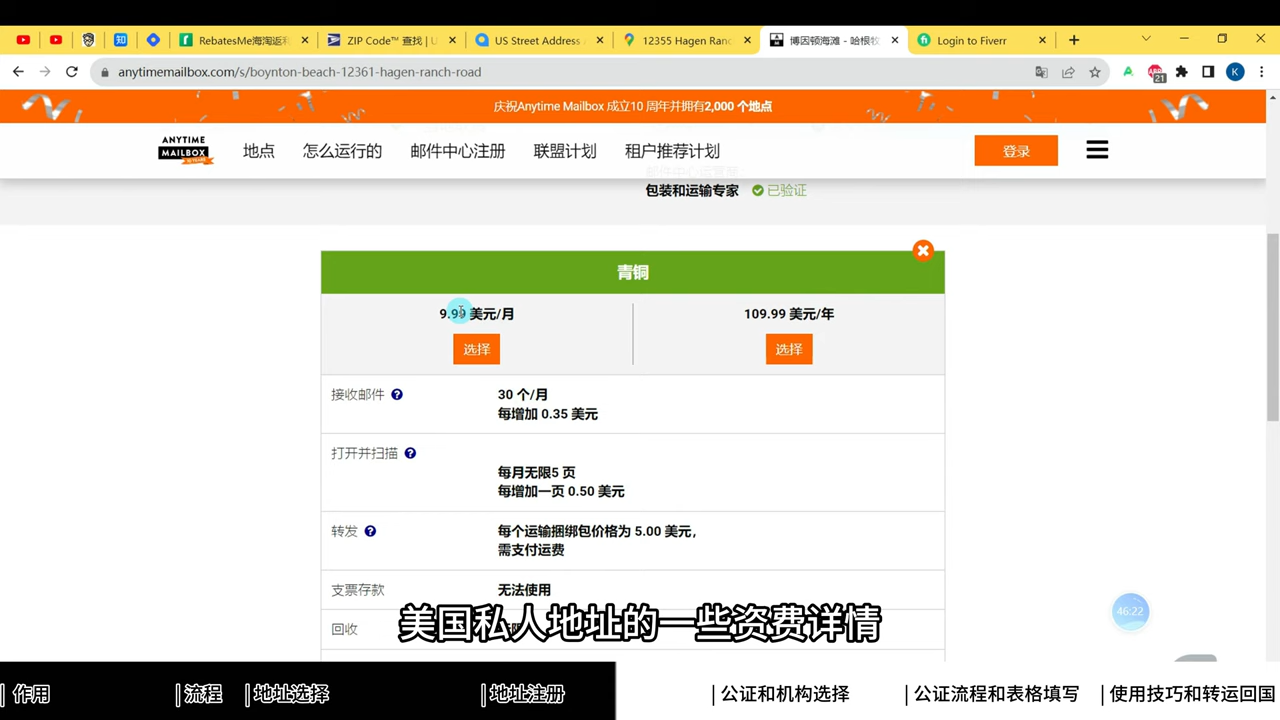 RebatesMe海淘返利
ZIP Code™ 查找 | U
US Street Address
12355 Hagen Ran
博因顿海滩 - 哈根牧
Login to Fiverr
anytimemailbox.com/s/boynton-beach-12361-hagen-ranch-road
21
K
庆祝Anytime Mailbox 成立10 周年并拥有2,000 个地点
ANYTIME
MAILBOX
地点
怎么运行的
邮件中心注册
联盟计划
租户推荐计划
登录
包装和运输专家
已验证
青铜
9.99 美元/月
109.99 美元/年
选择
选择
接收邮件
30 个/月
每增加 0.35 美元
打开并扫描
每月无限5 页
每增加一页 0.50 美元
转发
每个运输捆绑包价格为 5.00 美元，
需支付运费
支票存款
无法使用
回收
美国私人地址的一些资费详情
46:22
| 作用
| 流程
| 地址选择
| 地址注册
| 公证和机构选择
| 公证流程和表格填写
| 使用技巧和转运回国